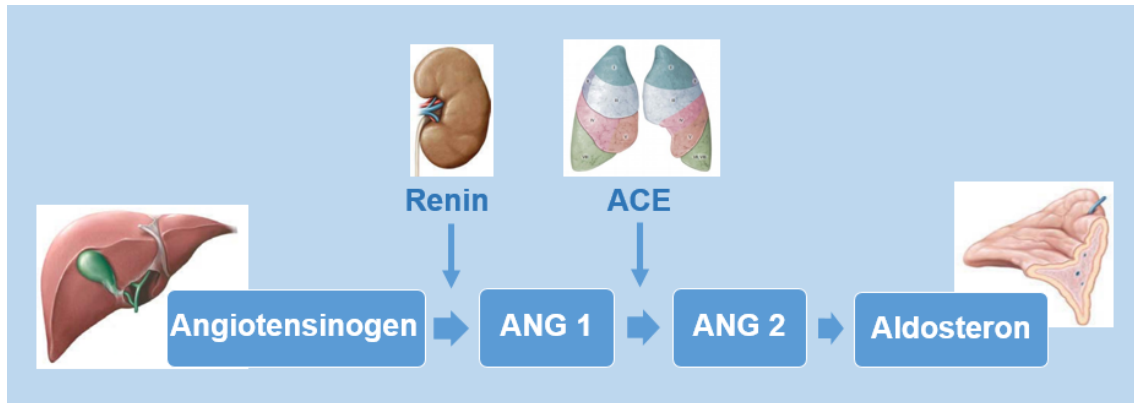 Renin
ACE
Angiotensinogen
ANG 1
ANG 2
Aldosteron